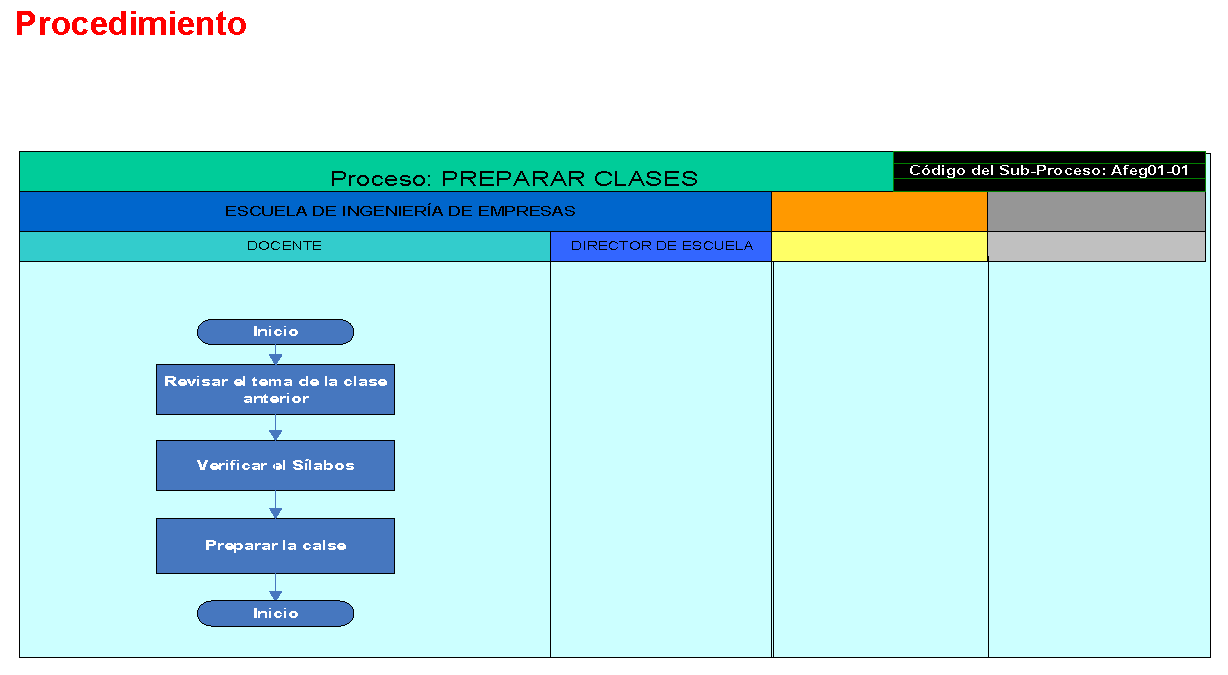 Procedimiento
Proceso: PREPARAR CLASES
Código del Sub-Proceso: Afeg01-01
ESCUELA DE INGENIERÍA DE EMPRESAS
DOCENTE
DIRECTOR DE ESCUELA
Inicio
Revisar el tema de la clase
anterior
Verificar el Sílabos
Preparar la calse
Inicio